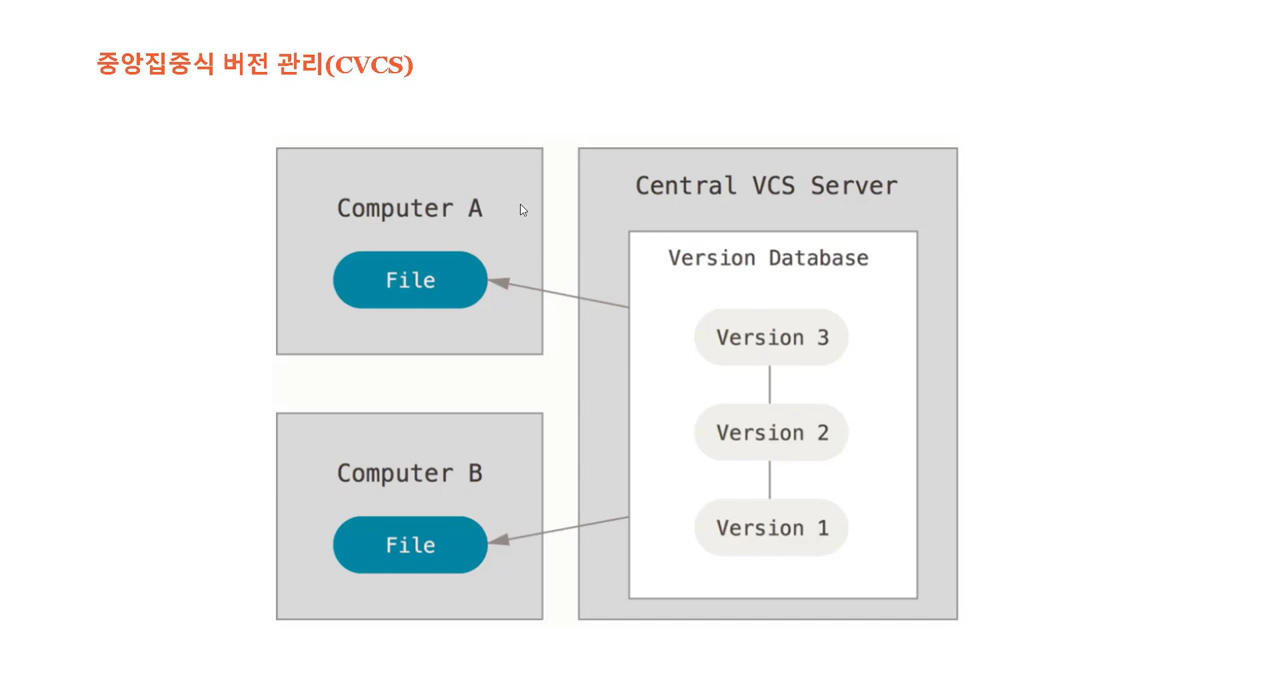 중앙집중식 버전 관리(CVCS)
Computer A
File
Computer B
File
Central VCS Server
Version Database
Version 3
Version 2
Version 1